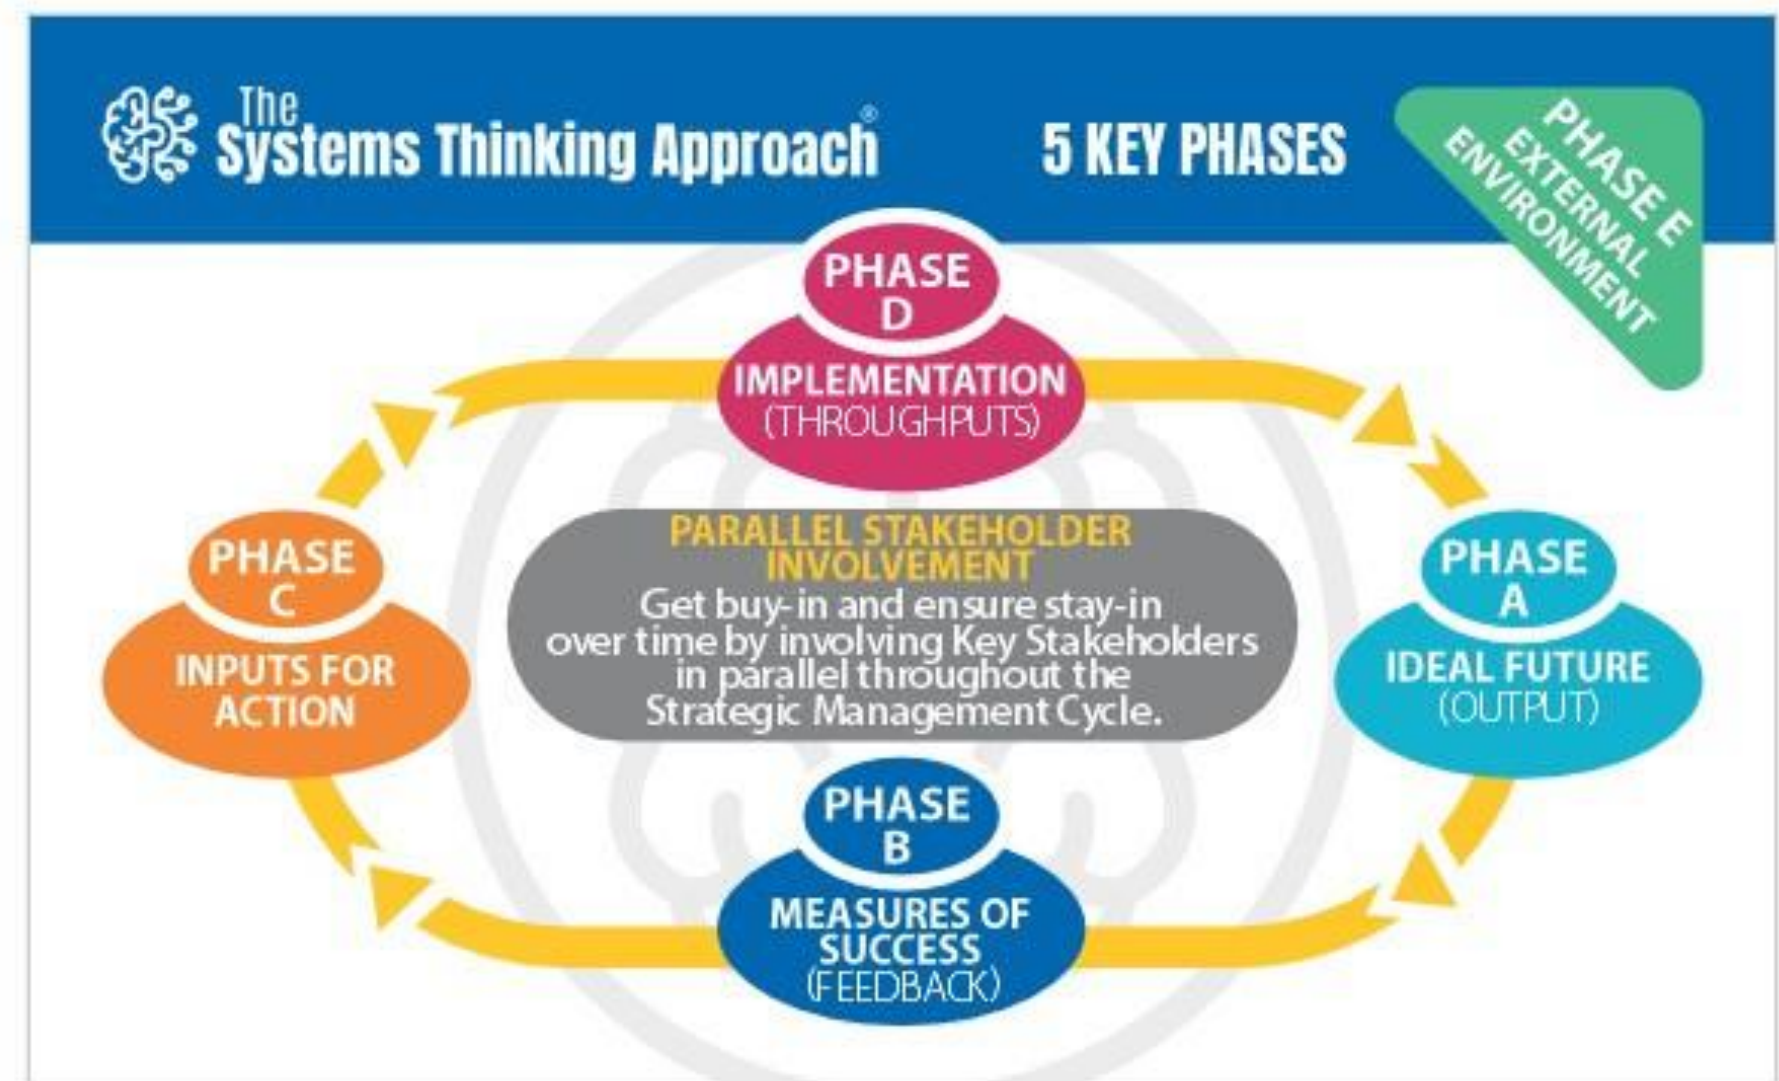 The
Systems Thinking Approach®
5 KEY PHASES
PHASE E
EXTERNAL
ENVIRONMENT
PHASE
D
IMPLEMENTATION
(THROUGHPUTS)
PHASE
C
INPUTS FOR
ACTION
PARALLEL STAKEHOLDER
INVOLVEMENT
Get buy-in and ensure stay-in
over time by involving Key Stakeholders
in parallel throughout the
Strategic Management Cycle.
PHASE
A
IDEAL FUTURE
(OUTPUT)
PHASE
B
MEASURES OF
SUCCESS
(FEEDBACK)